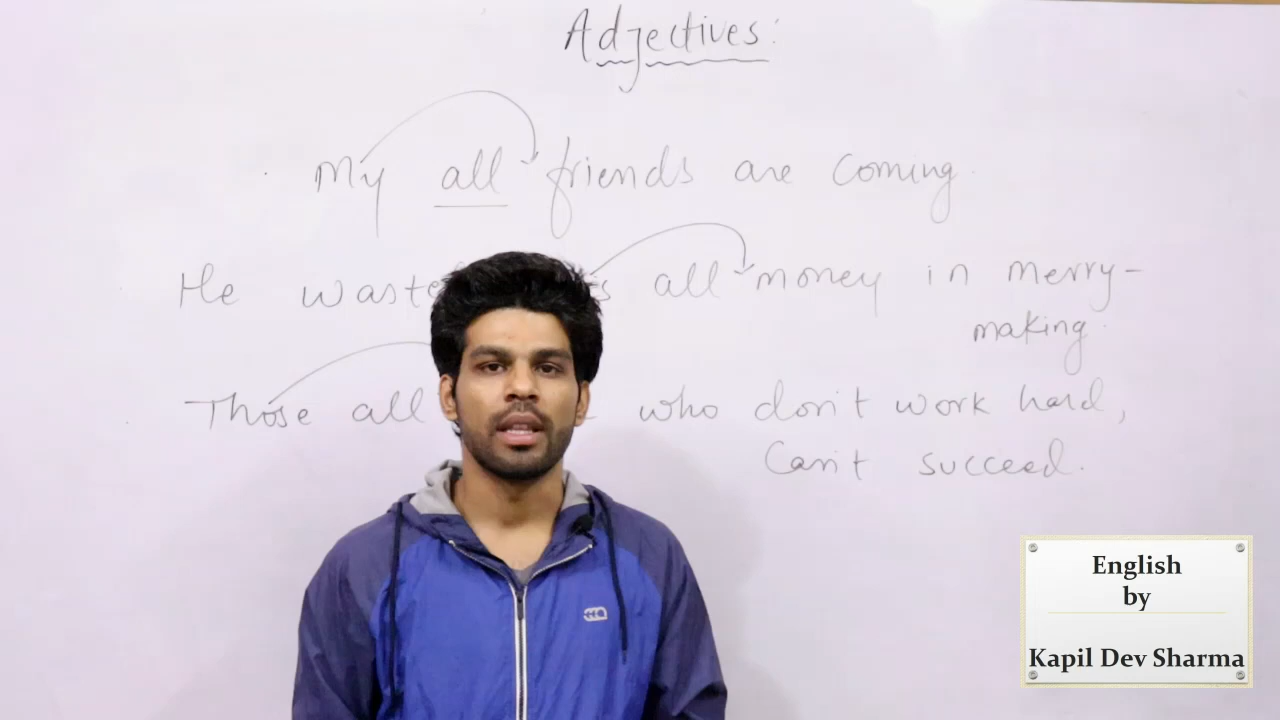 Adjectives:
My all friends are coming.
He all money in merry-
making.
Those all who don't work hard,
Can't succeed.
English
by
Kapil Dev Sharma